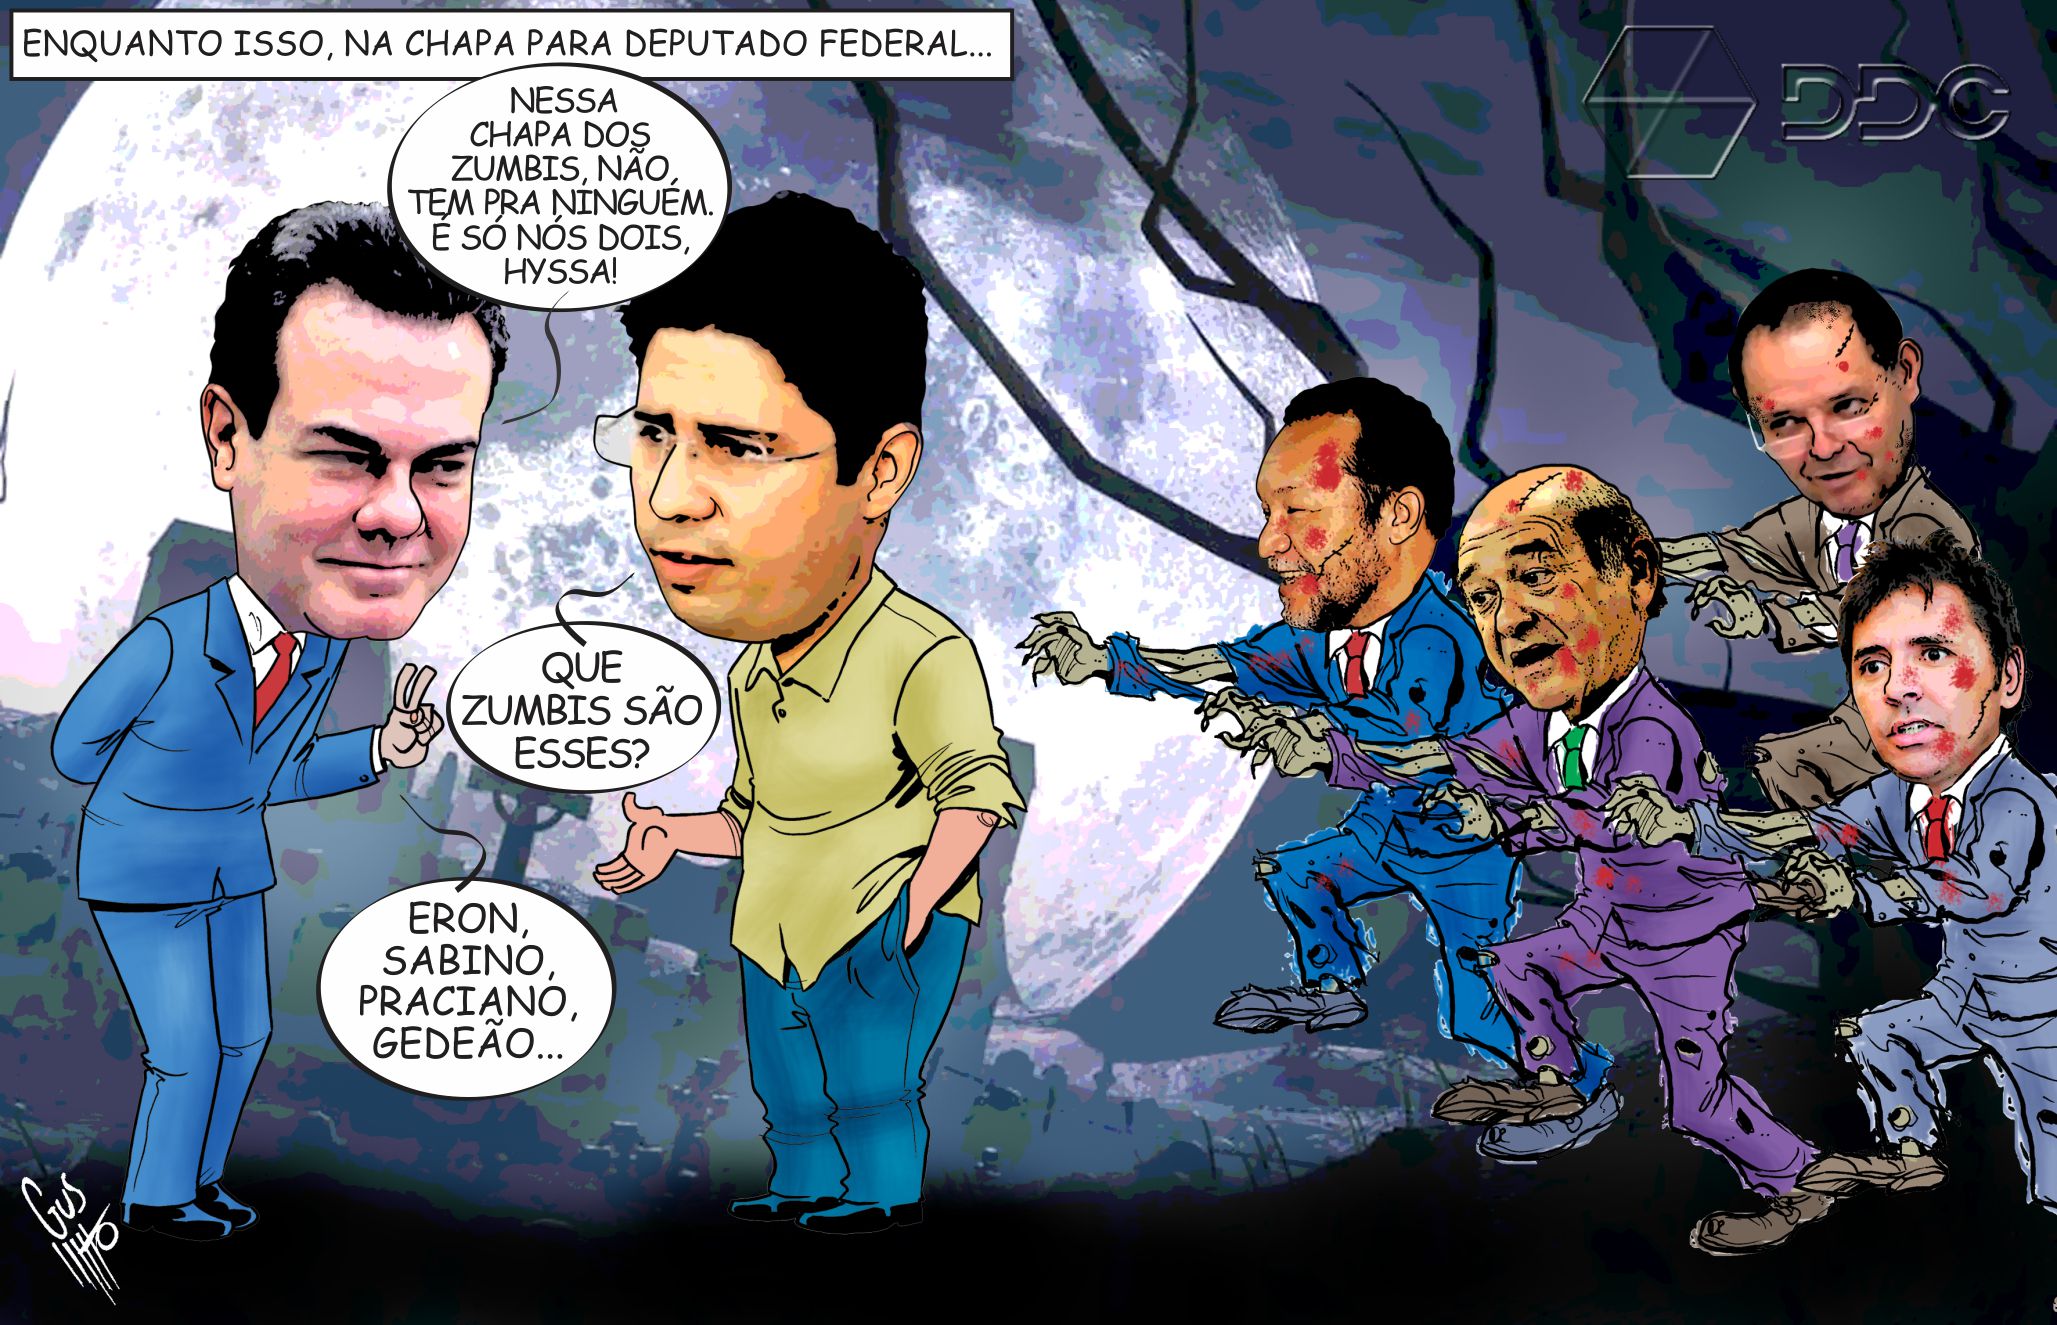 ENQUANTO ISSO, NA CHAPA PARA DEPUTADO FEDERAL...
DDC
NESSA
CHAPA DOS
ZUMBIS, NÃO,
TEM PRA NINGUÉM.
É SÓ NÓS DOIS,
HYSSA!
QUE
ZUMBIS SÃO
ESSES?
ERON,
SABINO,
PRACIANO,
GEDEÃO...
GUS